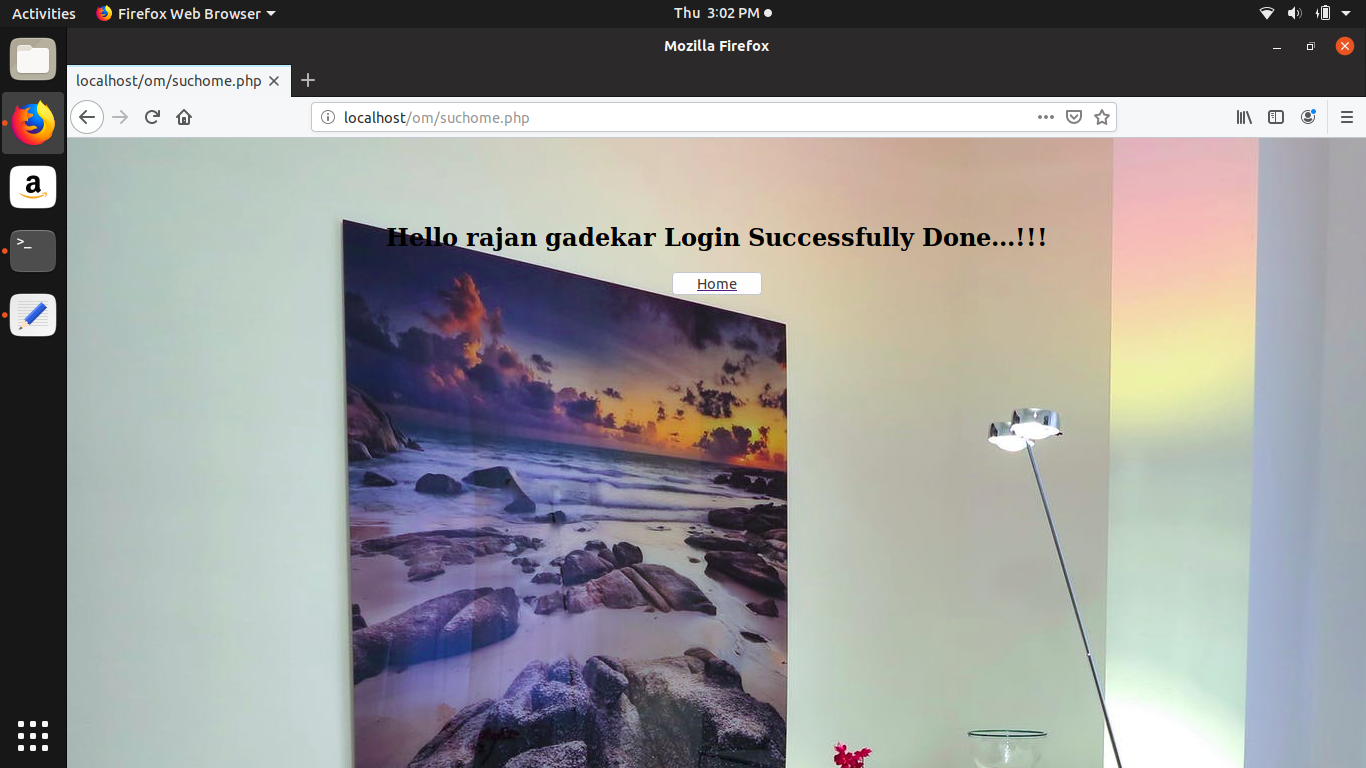 Activities Firefox Web Browser Thu 3:02 PM
Mozilla Firefox
localhost/om/suchome.php
localhost/om/suchome.php
a
>_
Hello rajan gadekar Login Successfully Done...!!!
Home